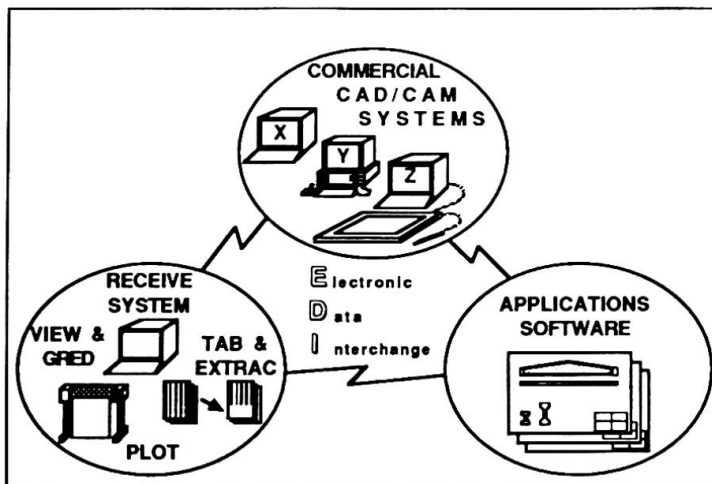 COMMERCIAL
CAD/CAM
SYSTEMS
X
Y
Z
Electronic
Data
Interchange
RECEIVE
SYSTEM
VIEW &
GRED
TAB &
EXTRAC
PLOT
APPLICATIONS
SOFTWARE